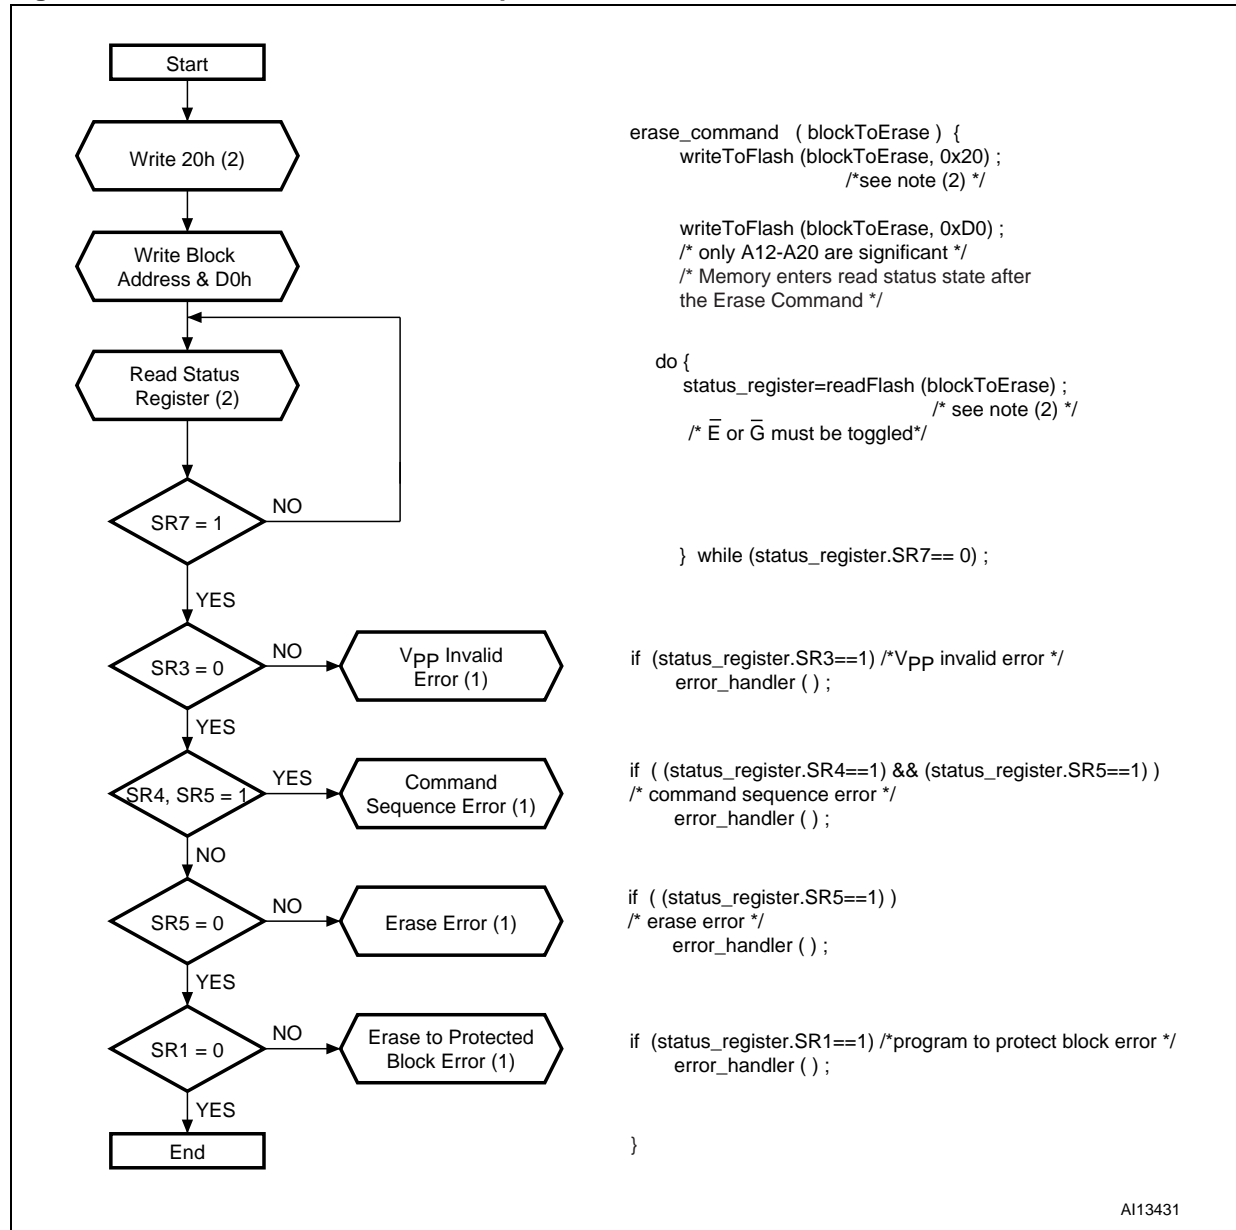 Start
Write 20h (2)
Write Block
Address & D0h
Read Status
Register (2)
SR7 = 1
NO
YES
SR3 = 0
NO
VPP Invalid
Error (1)
YES
SR4, SR5 = 1
YES
Command
Sequence Error (1)
NO
SR5 = 0
NO
Erase Error (1)
YES
SR1 = 0
NO
Erase to Protected
Block Error (1)
YES
End
erase_command ( blockToErase ) {
writeToFlash (blockToErase, 0x20) ;
/*see note (2) */
writeToFlash (blockToErase, 0xD0) ;
/* only A12-A20 are significant */
/* Memory enters read status state after
the Erase Command */
do {
status_register=readFlash (blockToErase) ;
/* see note (2) */
/* E̅ or G̅ must be toggled*/
} while (status_register.SR7== 0) ;
if (status_register.SR3==1) /*VPP invalid error */
error_handler ( ) ;
if ( (status_register.SR4==1) && (status_register.SR5==1) )
/* command sequence error */
error_handler ( ) ;
if ( (status_register.SR5==1) )
/* erase error */
error_handler ( ) ;
if (status_register.SR1==1) /*program to protect block error */
error_handler ( ) ;
}
AI13431